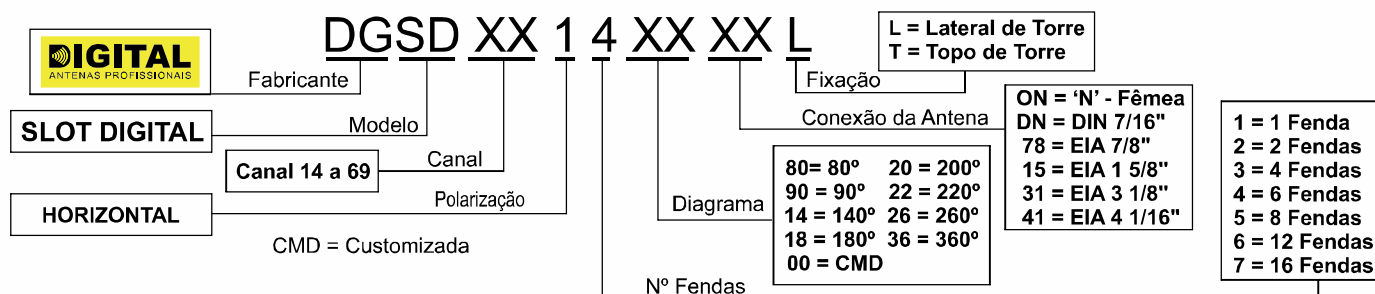 DGSD XX 1 4 XX XX L
L = Lateral de Torre
T = Topo de Torre
DIGITAL
ANTENAS PROFISSIONAIS
Fabricante
Fixação
SLOT DIGITAL
Modelo
Conexão da Antena
ON = ‘N’ - Fêmea
DN = DIN 7/16"
78 = EIA 7/8"
15 = EIA 1 5/8"
31 = EIA 3 1/8"
41 = EIA 4 1/16"
Canal 14 a 69
Canal
HORIZONTAL
Polarização
Diagrama
80= 80º 20 = 200º
90 = 90º 22 = 220º
14 = 140º 26 = 260º
18 = 180º 36 = 360º
00 = CMD
1 = 1 Fenda
2 = 2 Fendas
3 = 4 Fendas
4 = 6 Fendas
5 = 8 Fendas
6 = 12 Fendas
7 = 16 Fendas
CMD = Customizada
Nº Fendas